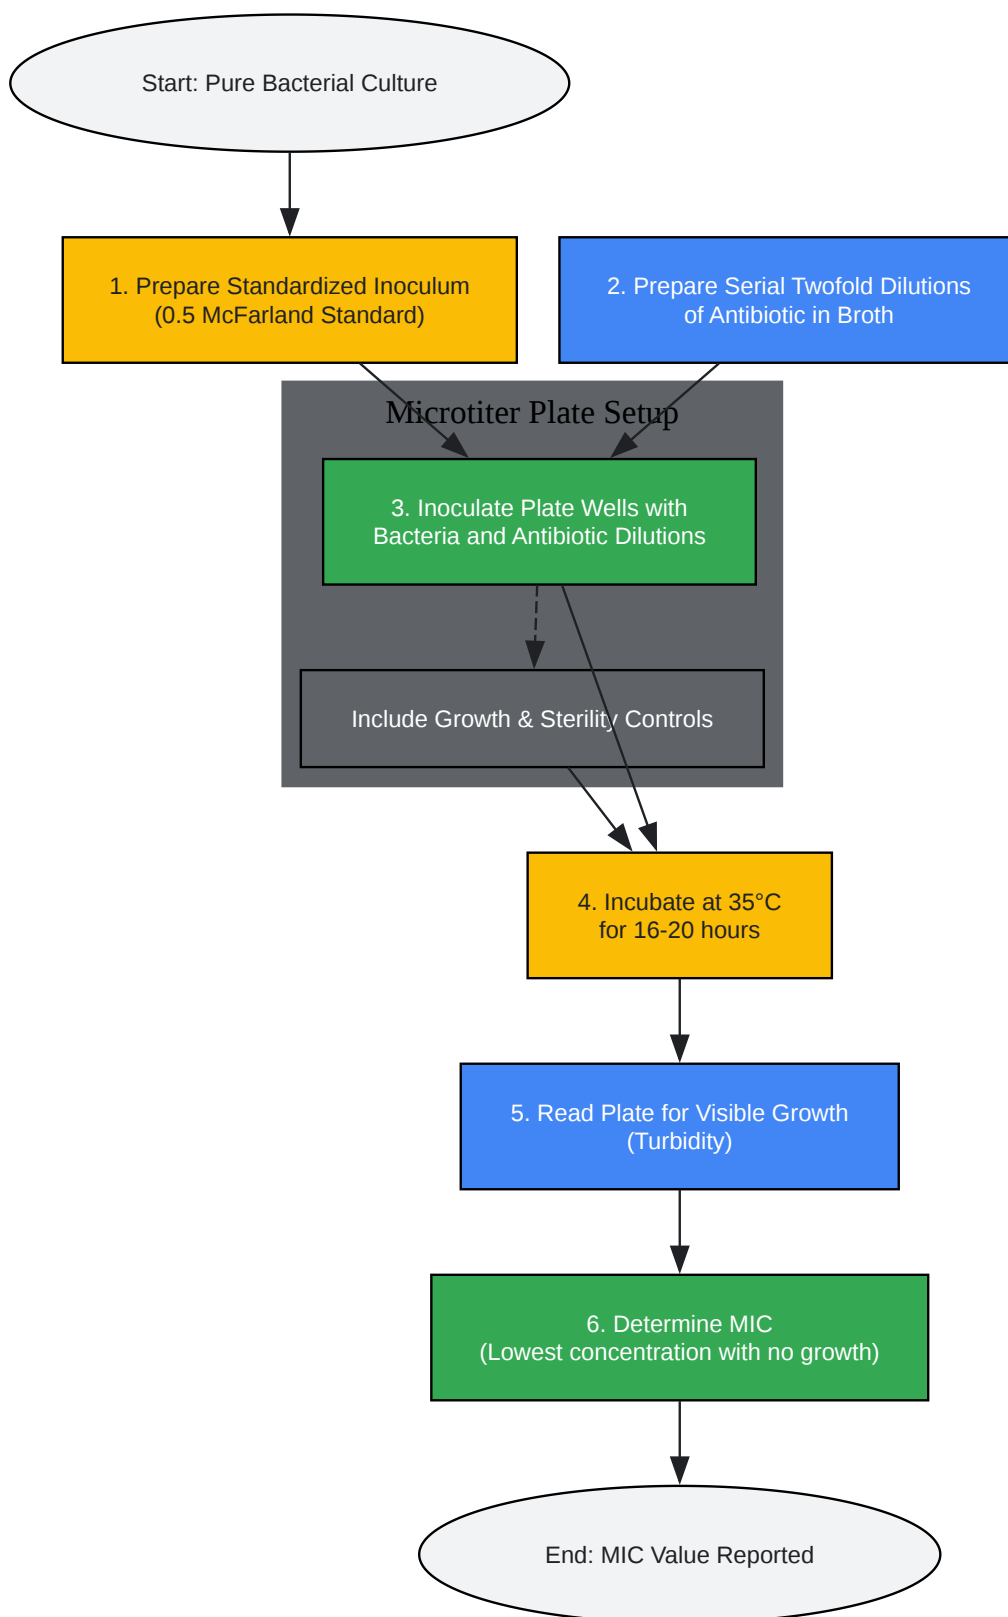 Start: Pure Bacterial Culture
1. Prepare Standardized Inoculum
(0.5 McFarland Standard)
2. Prepare Serial Twofold Dilutions
of Antibiotic in Broth
Microtiter Plate Setup
3. Inoculate Plate Wells with
Bacteria and Antibiotic Dilutions
Include Growth & Sterility Controls
4. Incubate at 35°C
for 16-20 hours
5. Read Plate for Visible Growth
(Turbidity)
6. Determine MIC
(Lowest concentration with no growth)
End: MIC Value Reported